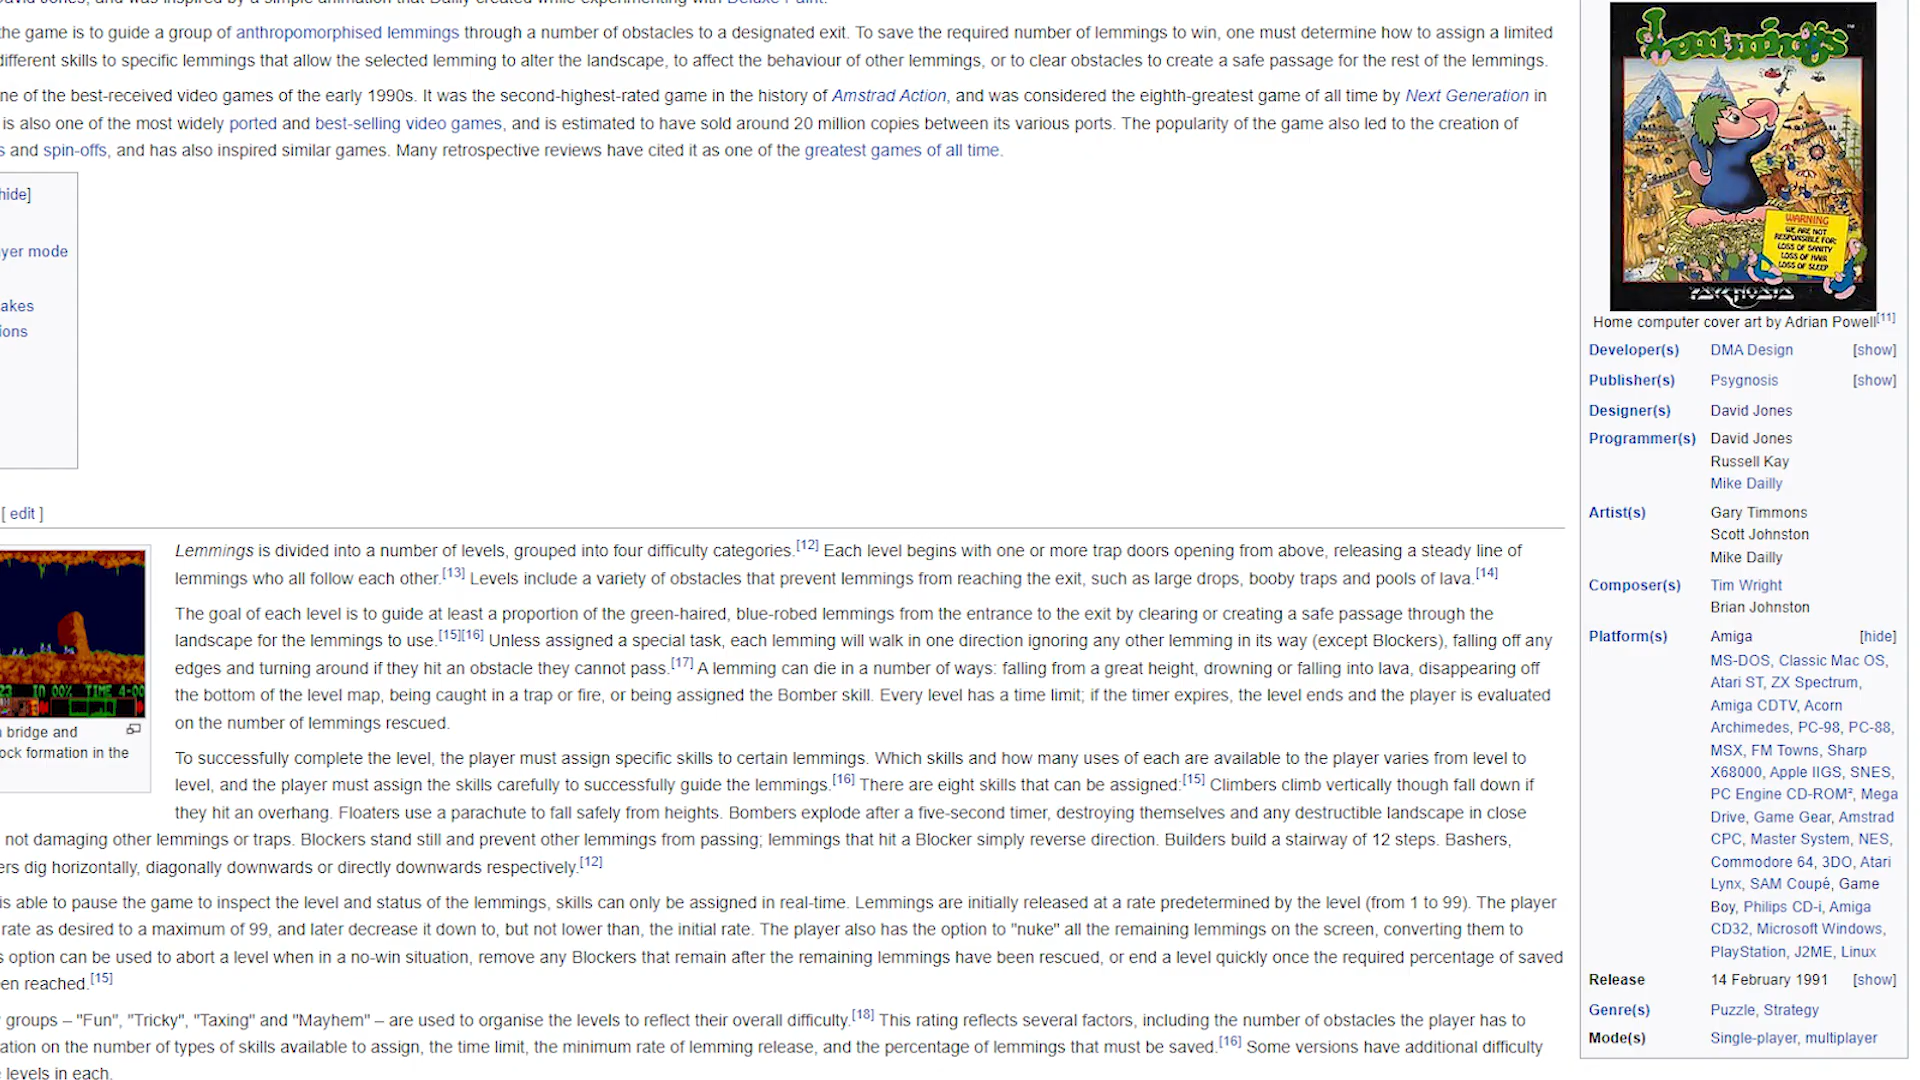 David Jones, and was inspired by a simple animation that Dailly created while experimenting with Deluxe Paint.
the game is to guide a group of anthropomorphised lemmings through a number of obstacles to a designated exit. To save the required number of lemmings to win, one must determine how to assign a limited
different skills to specific lemmings that allow the selected lemming to alter the landscape, to affect the behaviour of other lemmings, or to clear obstacles to create a safe passage for the rest of the lemmings.
ne of the best-received video games of the early 1990s. It was the second-highest-rated game in the history of Amstrad Action, and was considered the eighth-greatest game of all time by Next Generation in
is also one of the most widely ported and best-selling video games, and is estimated to have sold around 20 million copies between its various ports. The popularity of the game also led to the creation of
s and spin-offs, and has also inspired similar games. Many retrospective reviews have cited it as one of the greatest games of all time.
hide]
yer mode
akes
ions
[ edit ]
Lemmings is divided into a number of levels, grouped into four difficulty categories.[12] Each level begins with one or more trap doors opening from above, releasing a steady line of
lemmings who all follow each other.[13] Levels include a variety of obstacles that prevent lemmings from reaching the exit, such as large drops, booby traps and pools of lava.[14]
The goal of each level is to guide at least a proportion of the green-haired, blue-robed lemmings from the entrance to the exit by clearing or creating a safe passage through the
landscape for the lemmings to use.[15][16] Unless assigned a special task, each lemming will walk in one direction ignoring any other lemming in its way (except Blockers), falling off any
edges and turning around if they hit an obstacle they cannot pass.[17] A lemming can die in a number of ways: falling from a great height, drowning or falling into lava, disappearing off
the bottom of the level map, being caught in a trap or fire, or being assigned the Bomber skill. Every level has a time limit; if the timer expires, the level ends and the player is evaluated
on the number of lemmings rescued.
23 IN 00% TIME 4-00
bridge and
ock formation in the
To successfully complete the level, the player must assign specific skills to certain lemmings. Which skills and how many uses of each are available to the player varies from level to
level, and the player must assign the skills carefully to successfully guide the lemmings.[16] There are eight skills that can be assigned:[15] Climbers climb vertically though fall down if
they hit an overhang. Floaters use a parachute to fall safely from heights. Bombers explode after a five-second timer, destroying themselves and any destructible landscape in close
not damaging other lemmings or traps. Blockers stand still and prevent other lemmings from passing; lemmings that hit a Blocker simply reverse direction. Builders build a stairway of 12 steps. Bashers,
ers dig horizontally, diagonally downwards or directly downwards respectively.[12]
is able to pause the game to inspect the level and status of the lemmings, skills can only be assigned in real-time. Lemmings are initially released at a rate predetermined by the level (from 1 to 99). The player
rate as desired to a maximum of 99, and later decrease it down to, but not lower than, the initial rate. The player also has the option to "nuke" all the remaining lemmings on the screen, converting them to
s option can be used to abort a level when in a no-win situation, remove any Blockers that remain after the remaining lemmings have been rescued, or end a level quickly once the required percentage of saved
en reached.[15]
groups – "Fun", "Tricky", "Taxing" and "Mayhem" – are used to organise the levels to reflect their overall difficulty.[18] This rating reflects several factors, including the number of obstacles the player has to
ation on the number of types of skills available to assign, the time limit, the minimum rate of lemming release, and the percentage of lemmings that must be saved.[16] Some versions have additional difficulty
levels in each.
Lemmings
WARNING
WE ARE NOT
RESPONSIBLE FOR:
LOSS OF SANITY
LOSS OF HAIR
LOSS OF SLEEP
PSYGNOSIS
Home computer cover art by Adrian Powell[11]
Developer(s) DMA Design [show]
Publisher(s) Psygnosis [show]
Designer(s) David Jones
Programmer(s) David Jones
Russell Kay
Mike Dailly
Artist(s) Gary Timmons
Scott Johnston
Mike Dailly
Composer(s) Tim Wright
Brian Johnston
Platform(s) Amiga [hide]
MS-DOS, Classic Mac OS,
Atari ST, ZX Spectrum,
Amiga CDTV, Acorn
Archimedes, PC-98, PC-88,
MSX, FM Towns, Sharp
X68000, Apple IIGS, SNES,
PC Engine CD-ROM², Mega
Drive, Game Gear, Amstrad
CPC, Master System, NES,
Commodore 64, 3DO, Atari
Lynx, SAM Coupé, Game
Boy, Philips CD-i, Amiga
CD32, Microsoft Windows,
PlayStation, J2ME, Linux
Release 14 February 1991 [show]
Genre(s) Puzzle, Strategy
Mode(s) Single-player, multiplayer